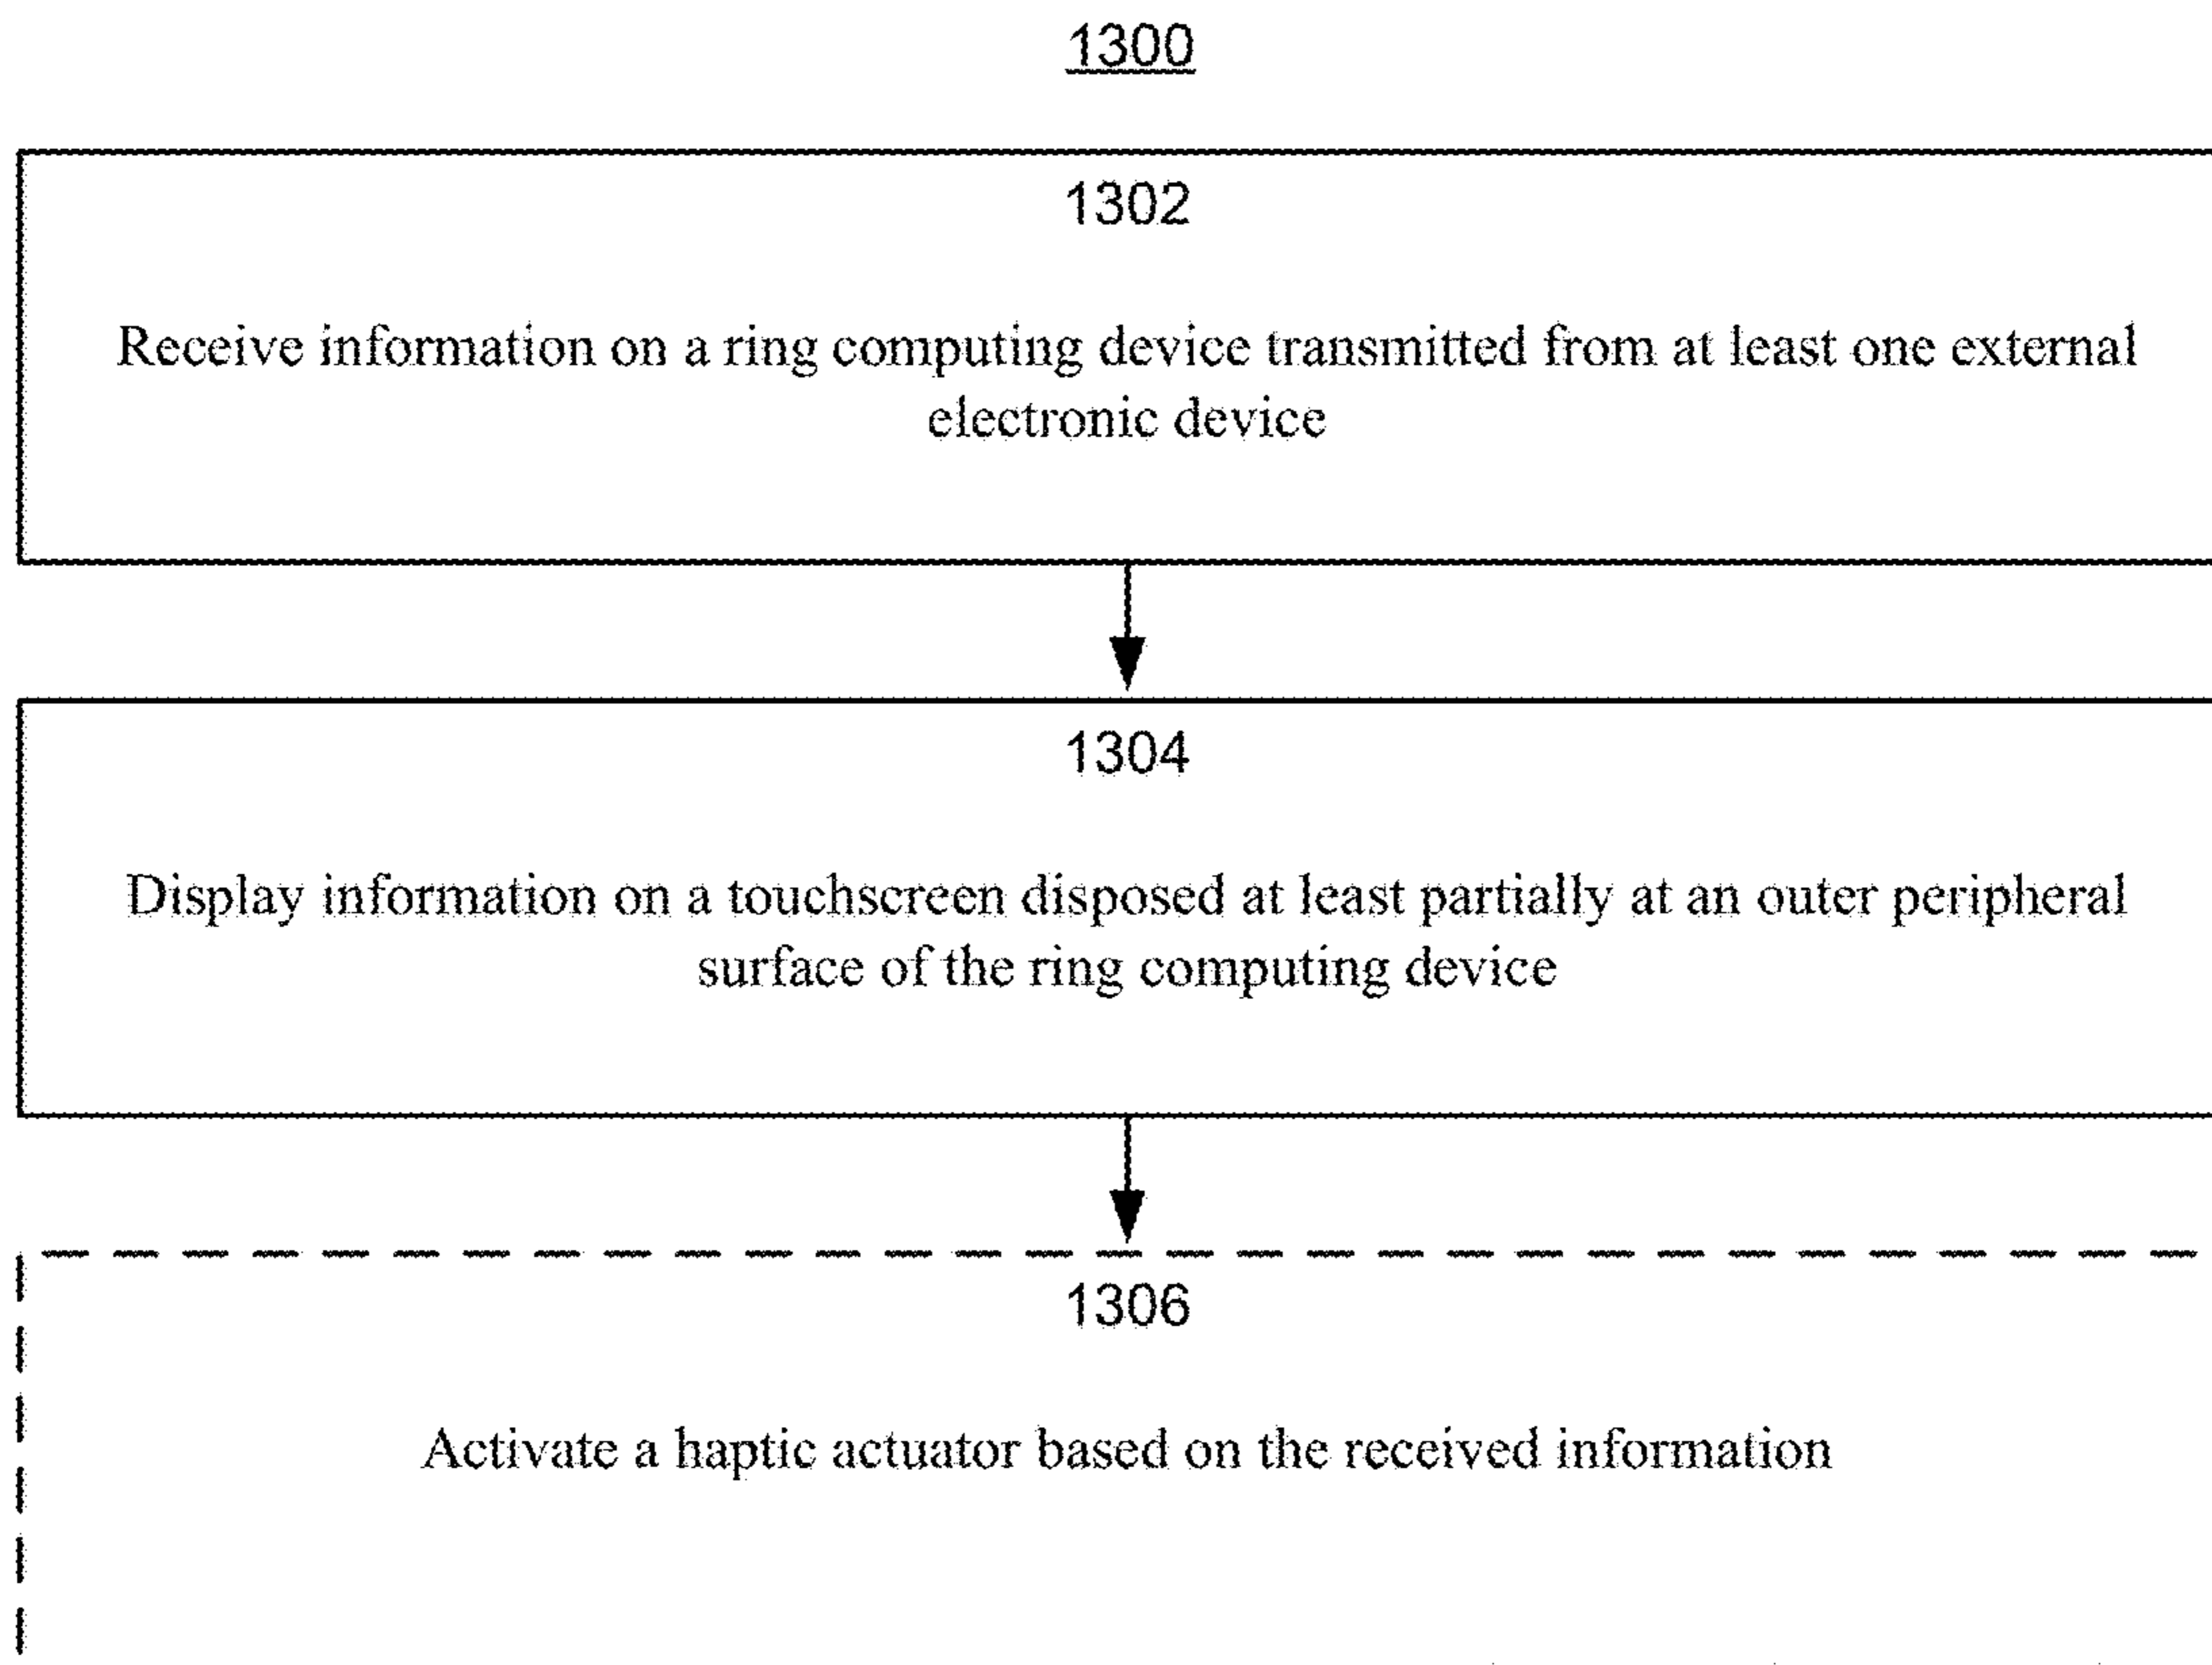 1300
1302
Receive information on a ring computing device transmitted from at least one external
electronic device
1304
Display information on a touchscreen disposed at least partially at an outer peripheral
surface of the ring computing device
1306
Activate a haptic actuator based on the received information